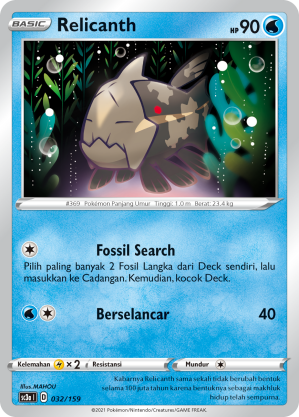 BASIC Relicanth HP 90
#369 Pokémon Panjang Umur Tinggi: 1.0 m Berat: 23.4 kg
Fossil Search
Pilih paling banyak 2 Fosil Langka dari Deck sendiri, lalu
masukkan ke Cadangan. Kemudian, kocok Deck.
Berselancar 40
Kelemahan × 2 Resistansi Mundur
Illus. MAHOU
sc3a I D 032/159
Kabarnya Relicanth sama sekali tidak berubah bentuk
selama 100 juta tahun karena bentuknya sebagai makhluk
hidup telah sempurna.
©2021 Pokémon/Nintendo/Creatures/GAME FREAK.